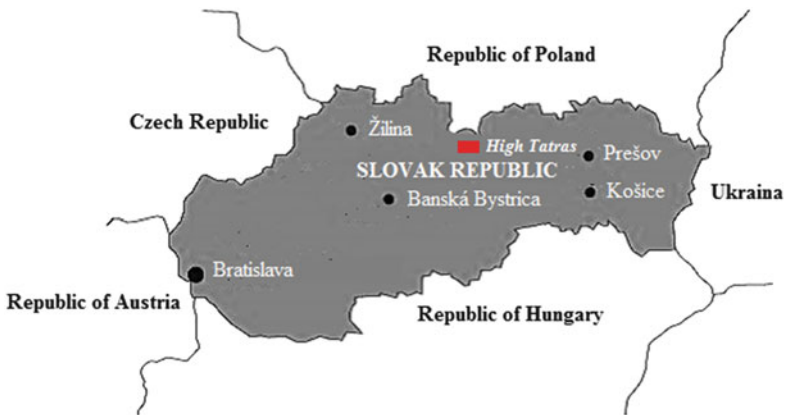 Republic of Poland
Czech Republic
Žilina
High Tatras
Prešov
SLOVAK REPUBLIC
Košice
Ukraina
Banská Bystrica
Bratislava
Republic of Austria
Republic of Hungary